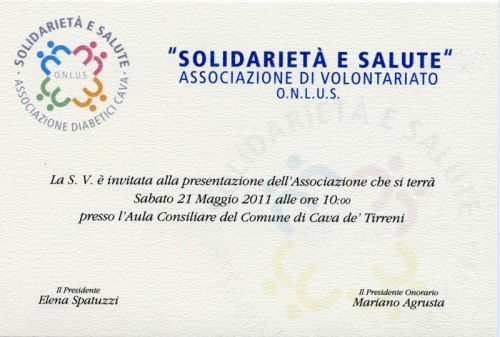 SOLIDARIETÀ E SALUTE
O.N.L.U.S.
ASSOCIAZIONE DIABETICI CAVA
"SOLIDARIETÀ E SALUTE"
ASSOCIAZIONE DI VOLONTARIATO
O.N.L.U.S.
La S. V. è invitata alla presentazione dell'Associazione che si terrà
Sabato 21 Maggio 2011 alle ore 10:00
presso l'Aula Consiliare del Comune di Cava de' Tirreni
Il Presidente
Elena Spatuzzi
Il Presidente Onorario
Mariano Agrusta